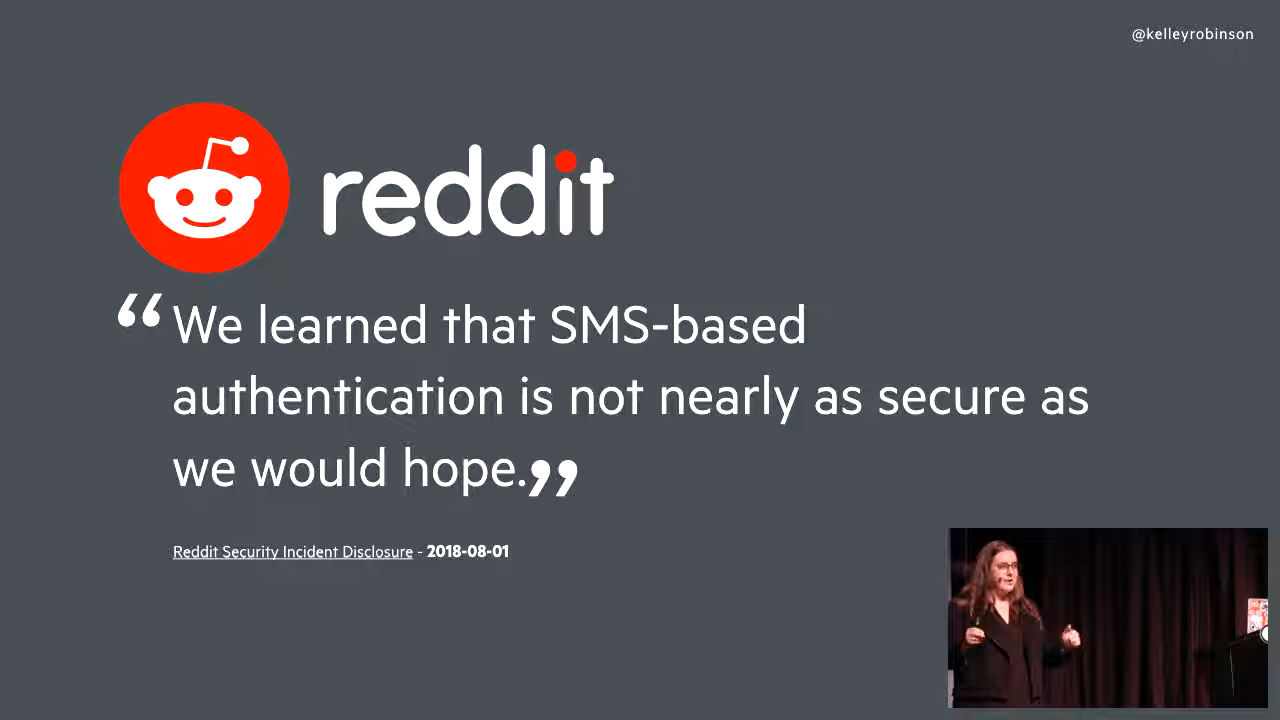 @kelleyrobinson
reddit
“We learned that SMS-based
authentication is not nearly as secure as
we would hope.”
Reddit Security Incident Disclosure - 2018-08-01